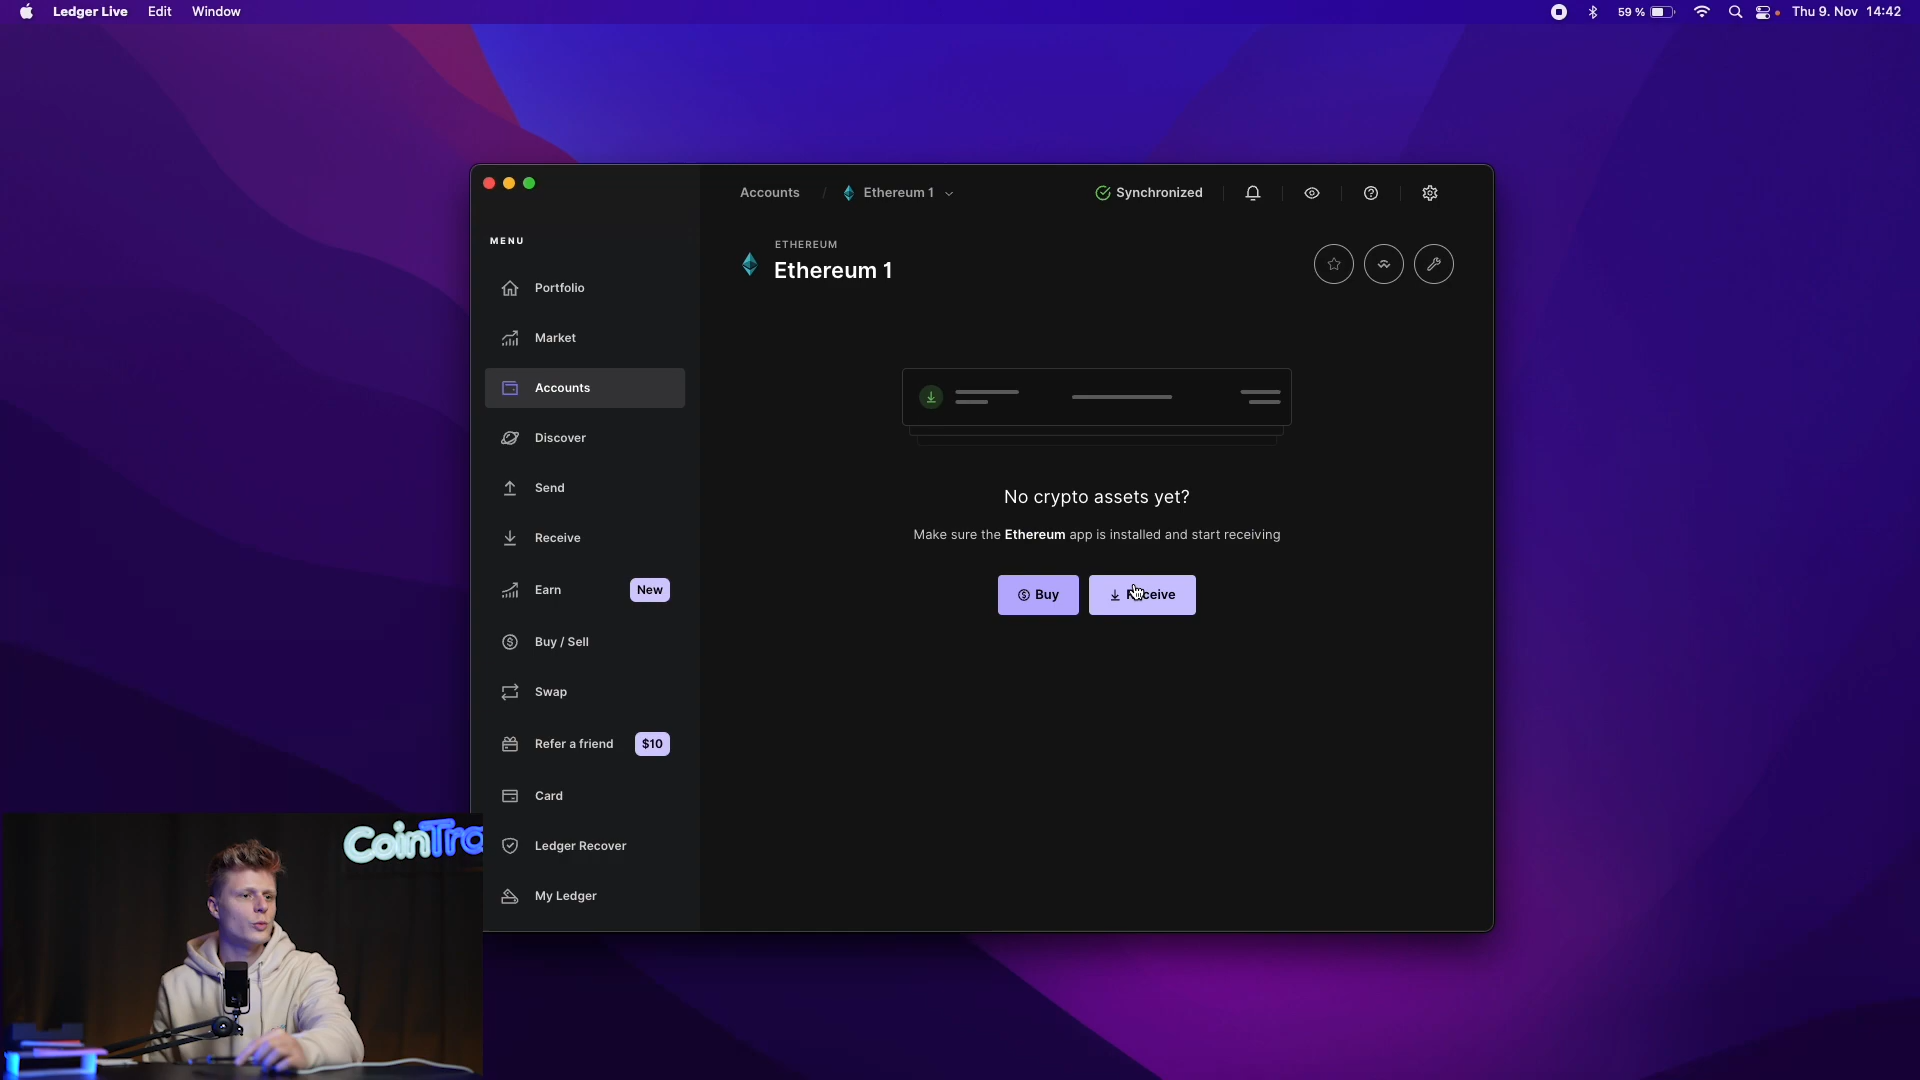 Ledger Live Edit Window
59 % Thu 9. Nov 14:42
Accounts / Ethereum 1
Synchronized
MENU
Portfolio
Market
Accounts
Discover
Send
Receive
Earn New
Buy / Sell
Swap
Refer a friend $10
Card
Ledger Recover
My Ledger
ETHEREUM
Ethereum 1
No crypto assets yet?
Make sure the Ethereum app is installed and start receiving
Buy
Receive
CoinTra